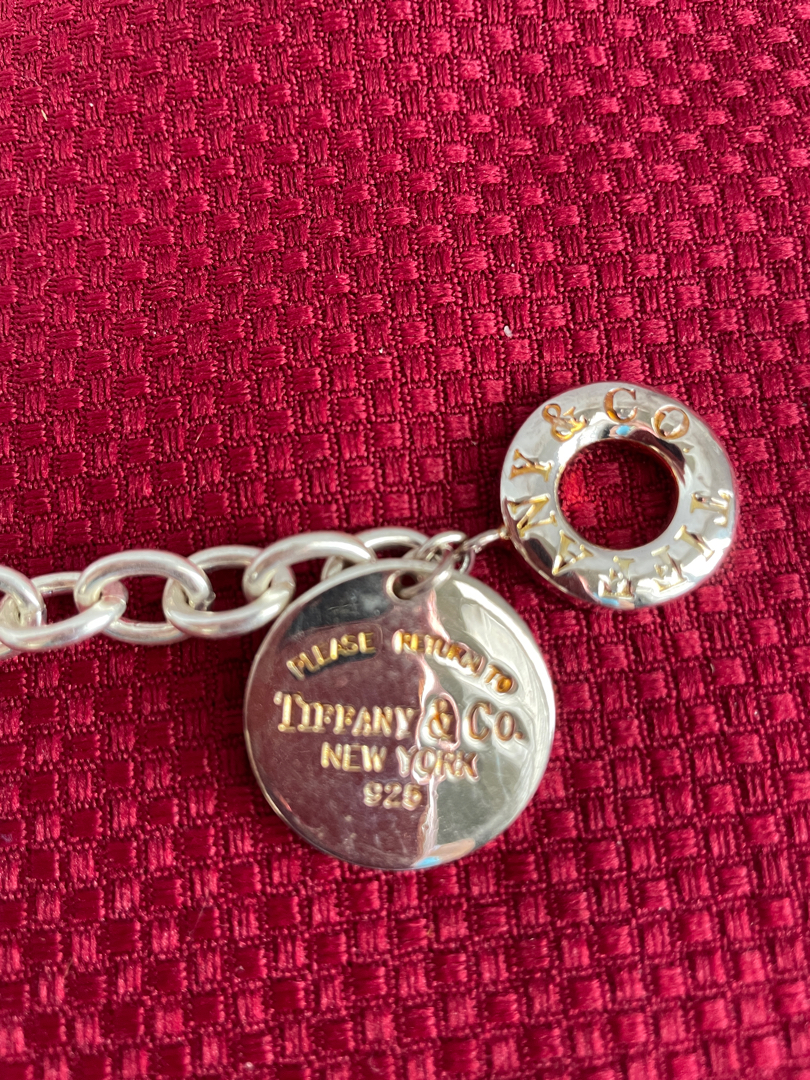 PLEASE RETURN TO
TIFFANY & CO.
NEW YORK
925
TIFFANY & CO